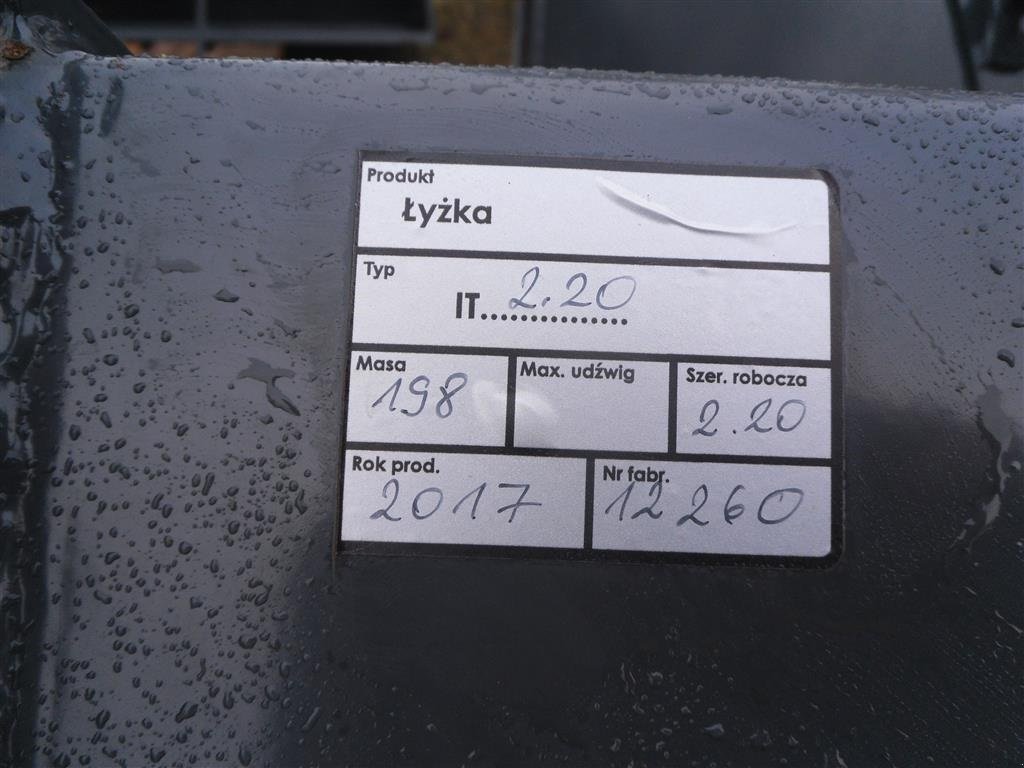 Produkt
Łyżka
Typ
IT 2.20
...............
Masa
198
Max. udźwig
Szer. robocza
2.20
Rok prod.
2017
Nr fabr.
12260